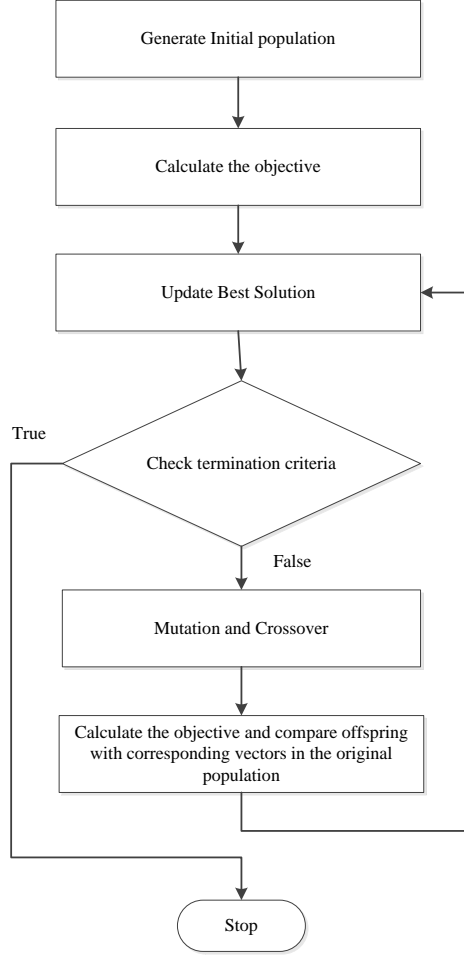 Generate Initial population
Calculate the objective
Update Best Solution
True
Check termination criteria
False
Mutation and Crossover
Calculate the objective and compare offspring
with corresponding vectors in the original
population
Stop